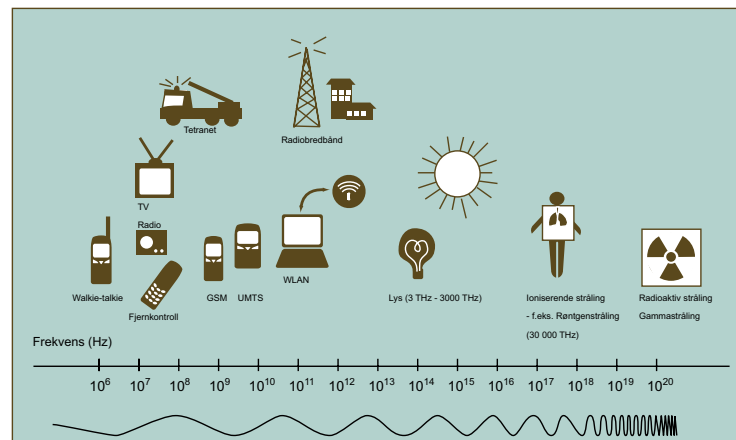 Tetranet
Radiobredbånd
TV
Radio
Walkie-talkie
Fjernkontroll
GSM
UMTS
WLAN
Lys (3 THz - 3000 THz)
Ioniserende stråling
- f.eks. Røntgenstråling
(30 000 THz)
Radioaktiv stråling
Gammastråling
Frekvens (Hz)
10⁶ 10⁷ 10⁸ 10⁹ 10¹⁰ 10¹¹ 10¹² 10¹³ 10¹⁴ 10¹⁵ 10¹⁶ 10¹⁷ 10¹⁸ 10¹⁹ 10²⁰